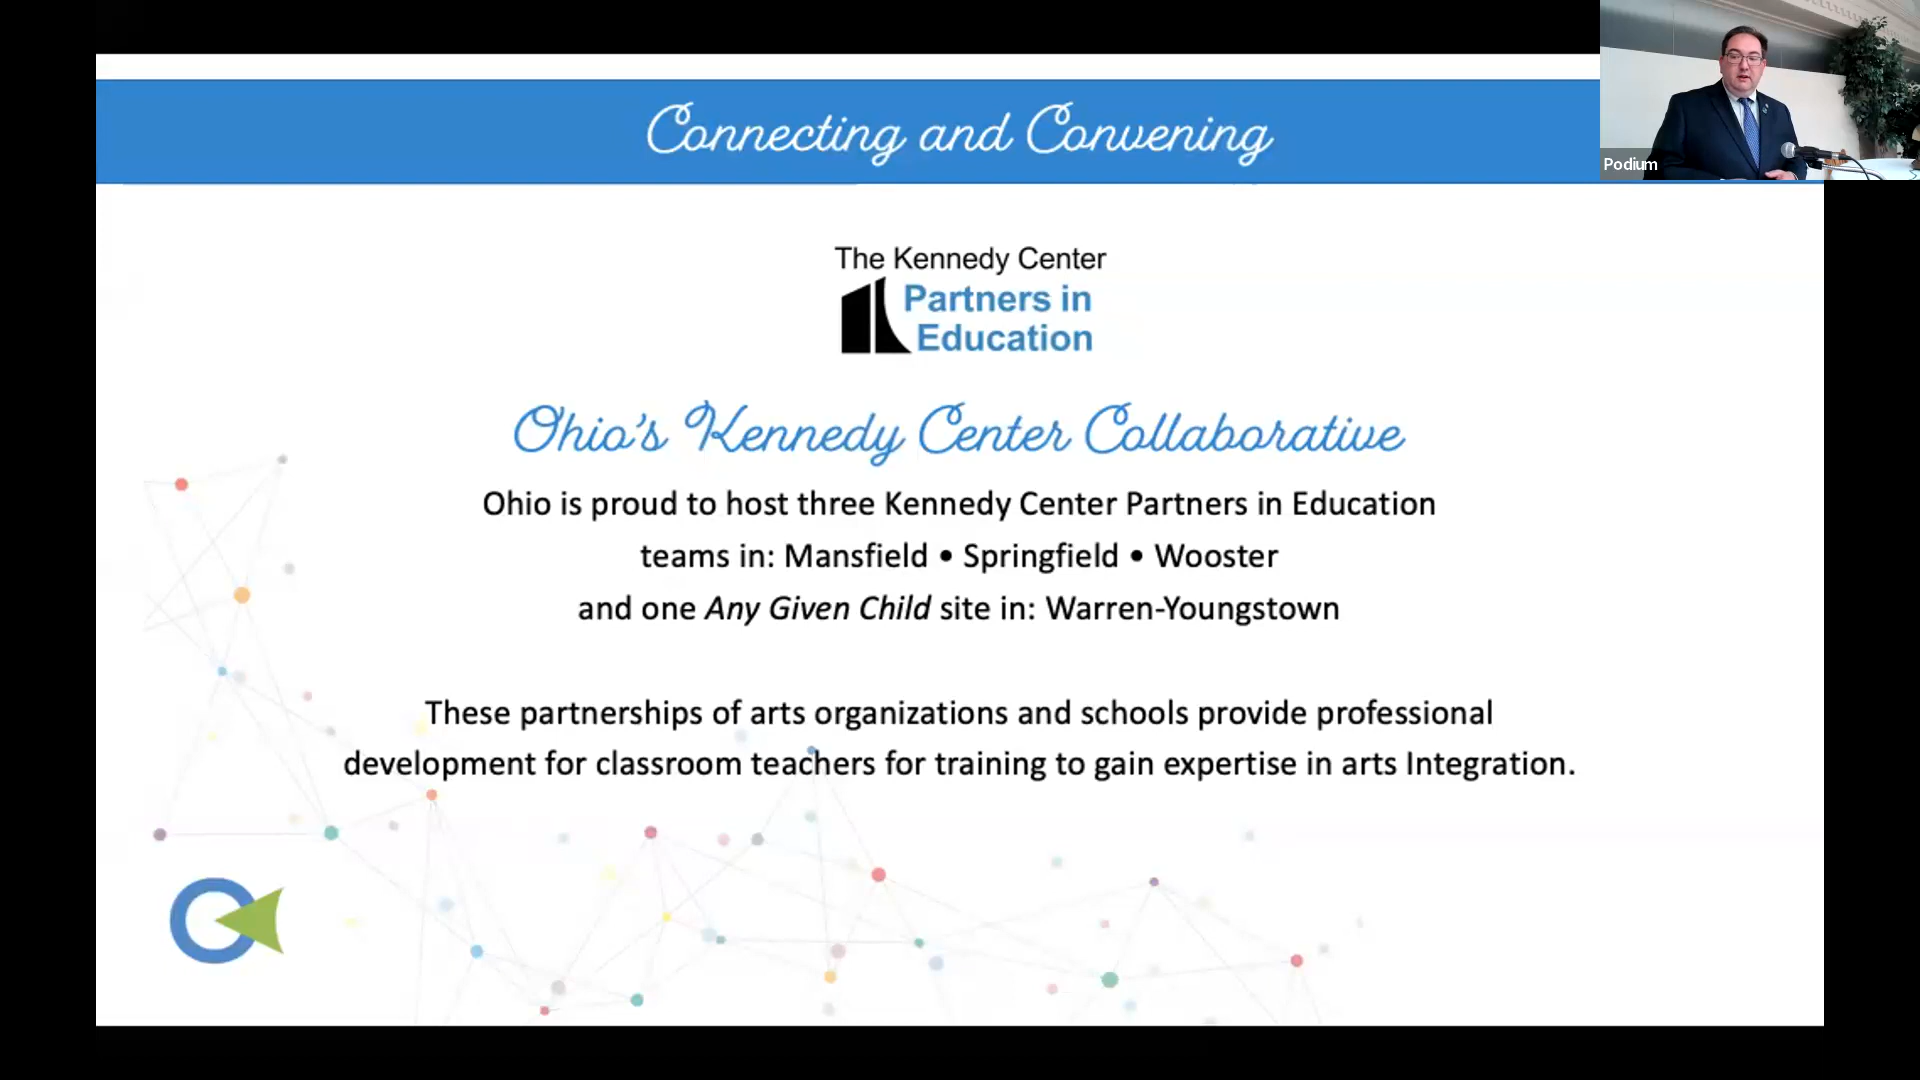 Connecting and Convening
Podium
The Kennedy Center
Partners in
Education
Ohio's Kennedy Center Collaborative
Ohio is proud to host three Kennedy Center Partners in Education
teams in: Mansfield • Springfield • Wooster
and one Any Given Child site in: Warren-Youngstown
These partnerships of arts organizations and schools provide professional
development for classroom teachers for training to gain expertise in arts Integration.